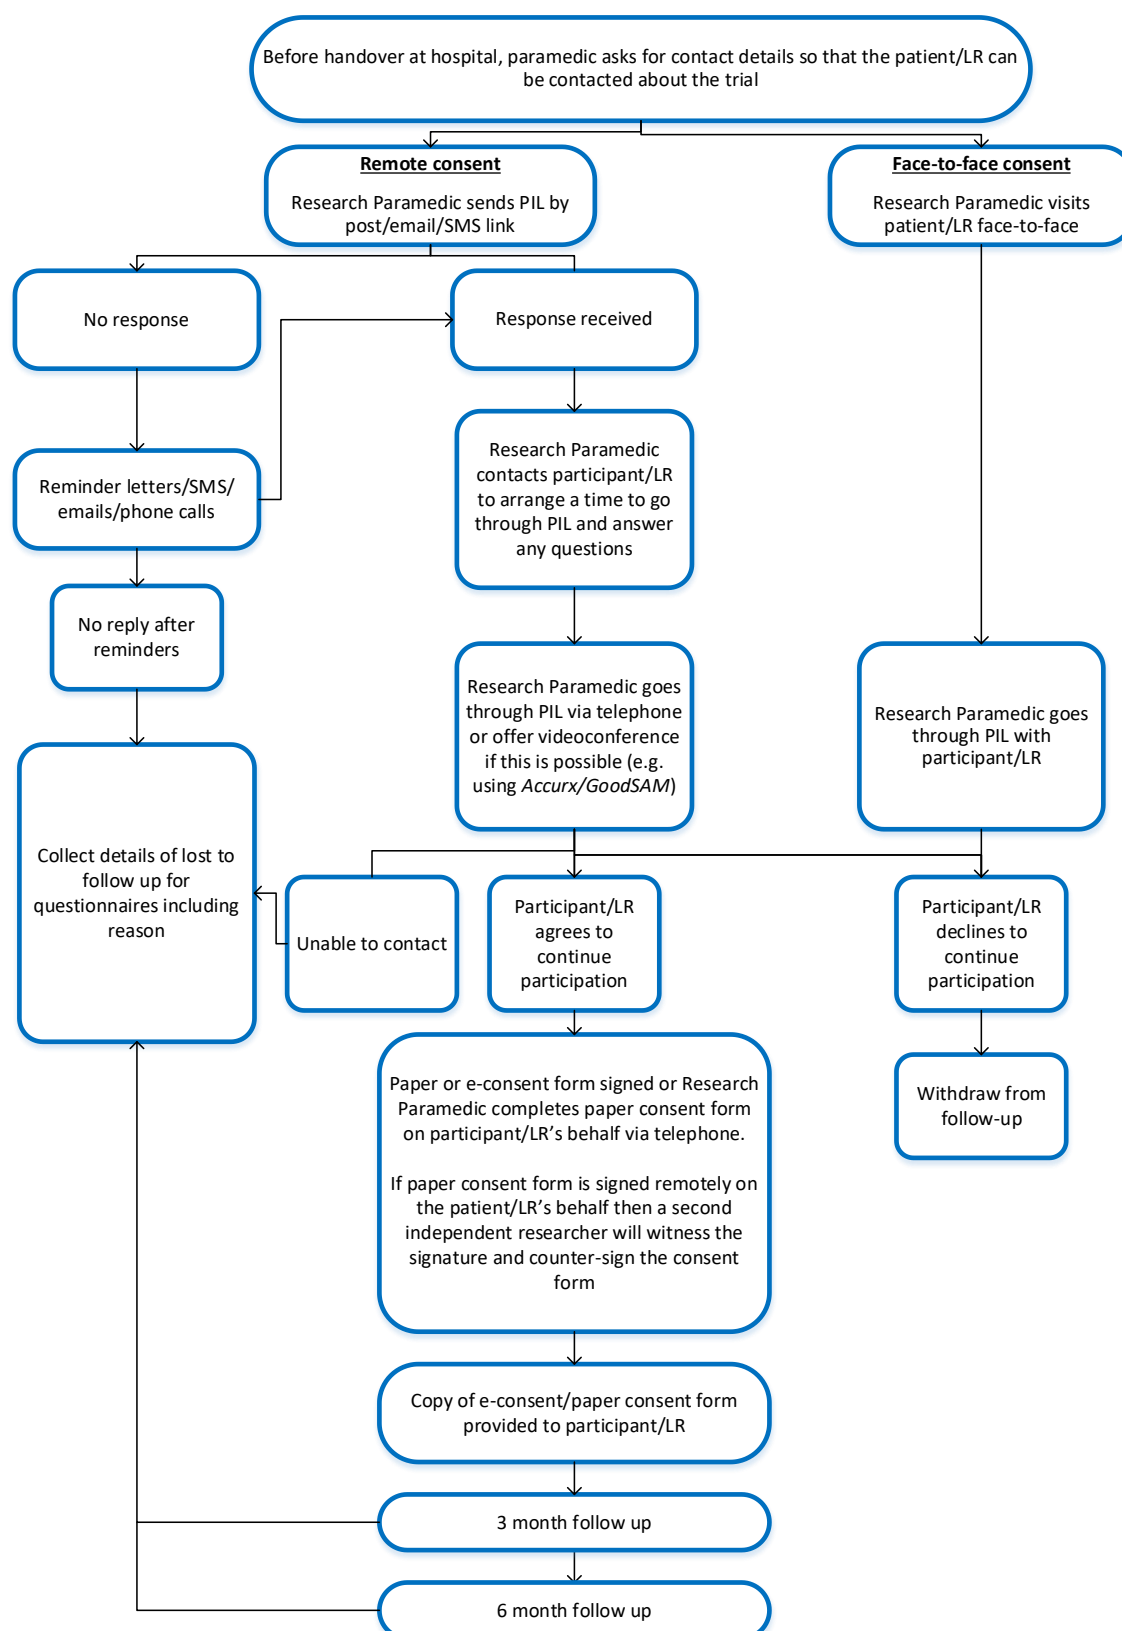 Before handover at hospital, paramedic asks for contact details so that the patient/LR can
be contacted about the trial
Remote consent
Research Paramedic sends PIL by
post/email/SMS link
Face-to-face consent
Research Paramedic visits
patient/LR face-to-face
No response
Response received
Reminder letters/SMS/
emails/phone calls
Research Paramedic
contacts participant/LR
to arrange a time to go
through PIL and answer
any questions
No reply after
reminders
Research Paramedic goes
through PIL via telephone
or offer videoconference
if this is possible (e.g.
using Accurx/GoodSAM)
Research Paramedic goes
through PIL with
participant/LR
Collect details of lost to
follow up for
questionnaires including
reason
Unable to contact
Participant/LR
agrees to
continue
participation
Participant/LR
declines to
continue
participation
Paper or e-consent form signed or Research
Paramedic completes paper consent form
on participant/LR’s behalf via telephone.
If paper consent form is signed remotely on
the patient/LR’s behalf then a second
independent researcher will witness the
signature and counter-sign the consent
form
Withdraw from
follow-up
Copy of e-consent/paper consent form
provided to participant/LR
3 month follow up
6 month follow up